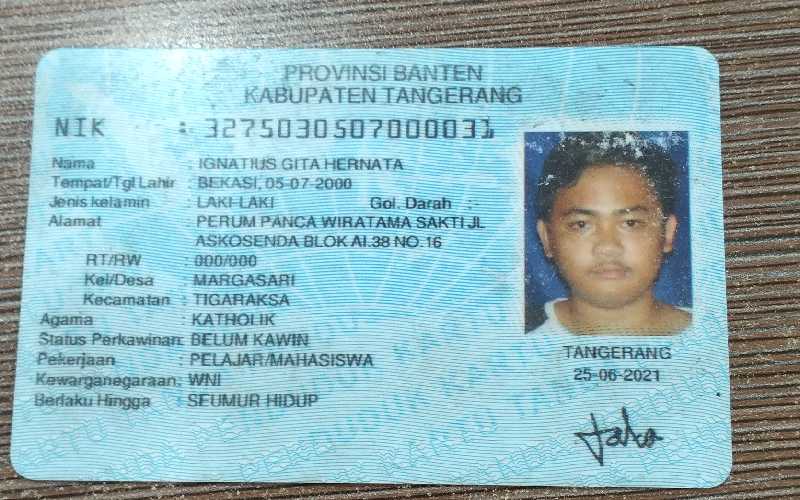 PROVINSI BANTEN
KABUPATEN TANGERANG
NIK : 3275030507000031
Nama : IGNATIUS GITA HERNATA
Tempat/Tgl Lahir : BEKASI, 05-07-2000
Jenis kelamin : LAKI-LAKI Gol. Darah :-
Alamat : PERUM PANCA WIRATAMA SAKTI JL
ASKOSENDA BLOK AI.38 NO.16
RT/RW : 000/000
Kel/Desa : MARGASARI
Kecamatan : TIGARAKSA
Agama : KATHOLIK
Status Perkawinan: BELUM KAWIN
Pekerjaan : PELAJAR/MAHASISWA
Kewarganegaraan: WNI
Berlaku Hingga : SEUMUR HIDUP
TANGERANG
25-06-2021